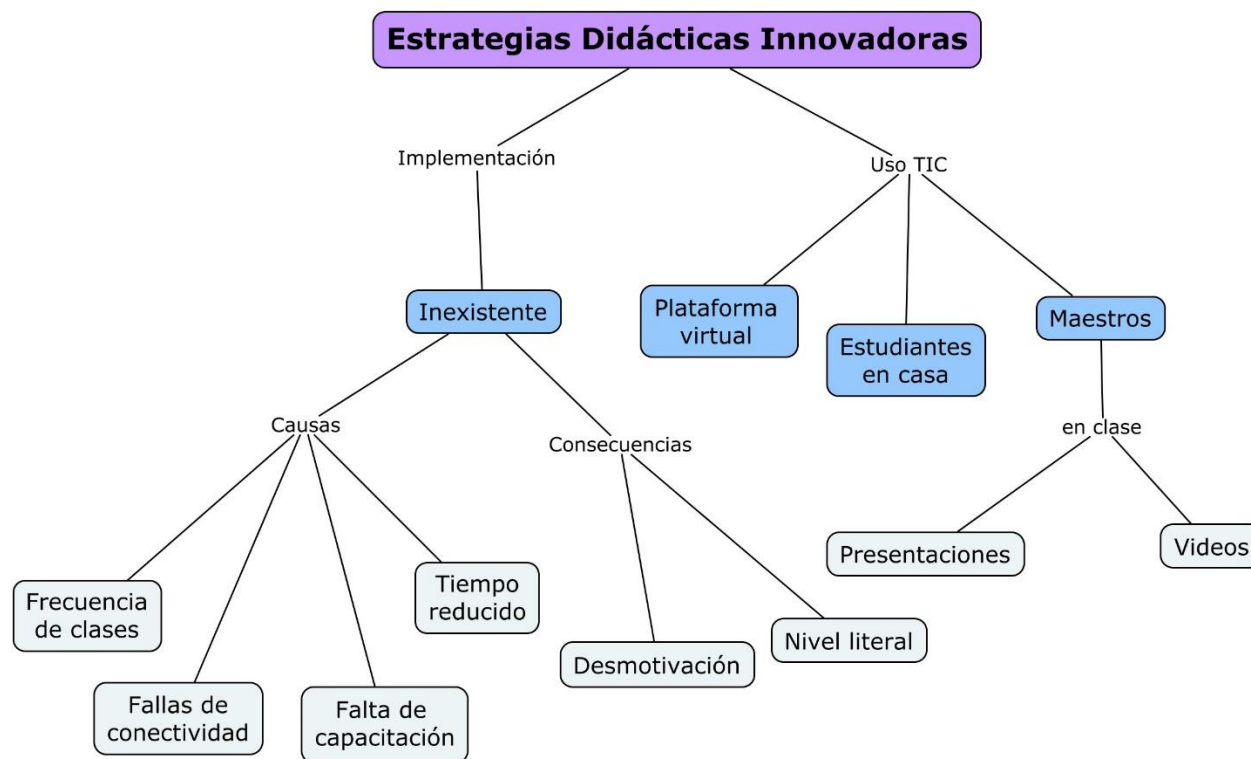 Estrategias Didácticas Innovadoras
Implementación
Uso TIC
Inexistente
Plataforma
virtual
Estudiantes
en casa
Maestros
Causas
Consecuencias
en clase
Frecuencia
de clases
Fallas de
conectividad
Falta de
capacitación
Tiempo
reducido
Desmotivación
Nivel literal
Presentaciones
Videos